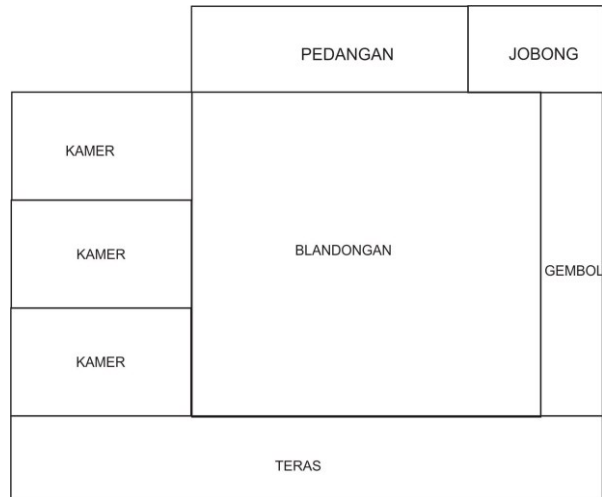 PEDANGAN
JOBONG
KAMER
KAMER
BLANDONGAN
GEMBOL
KAMER
TERAS